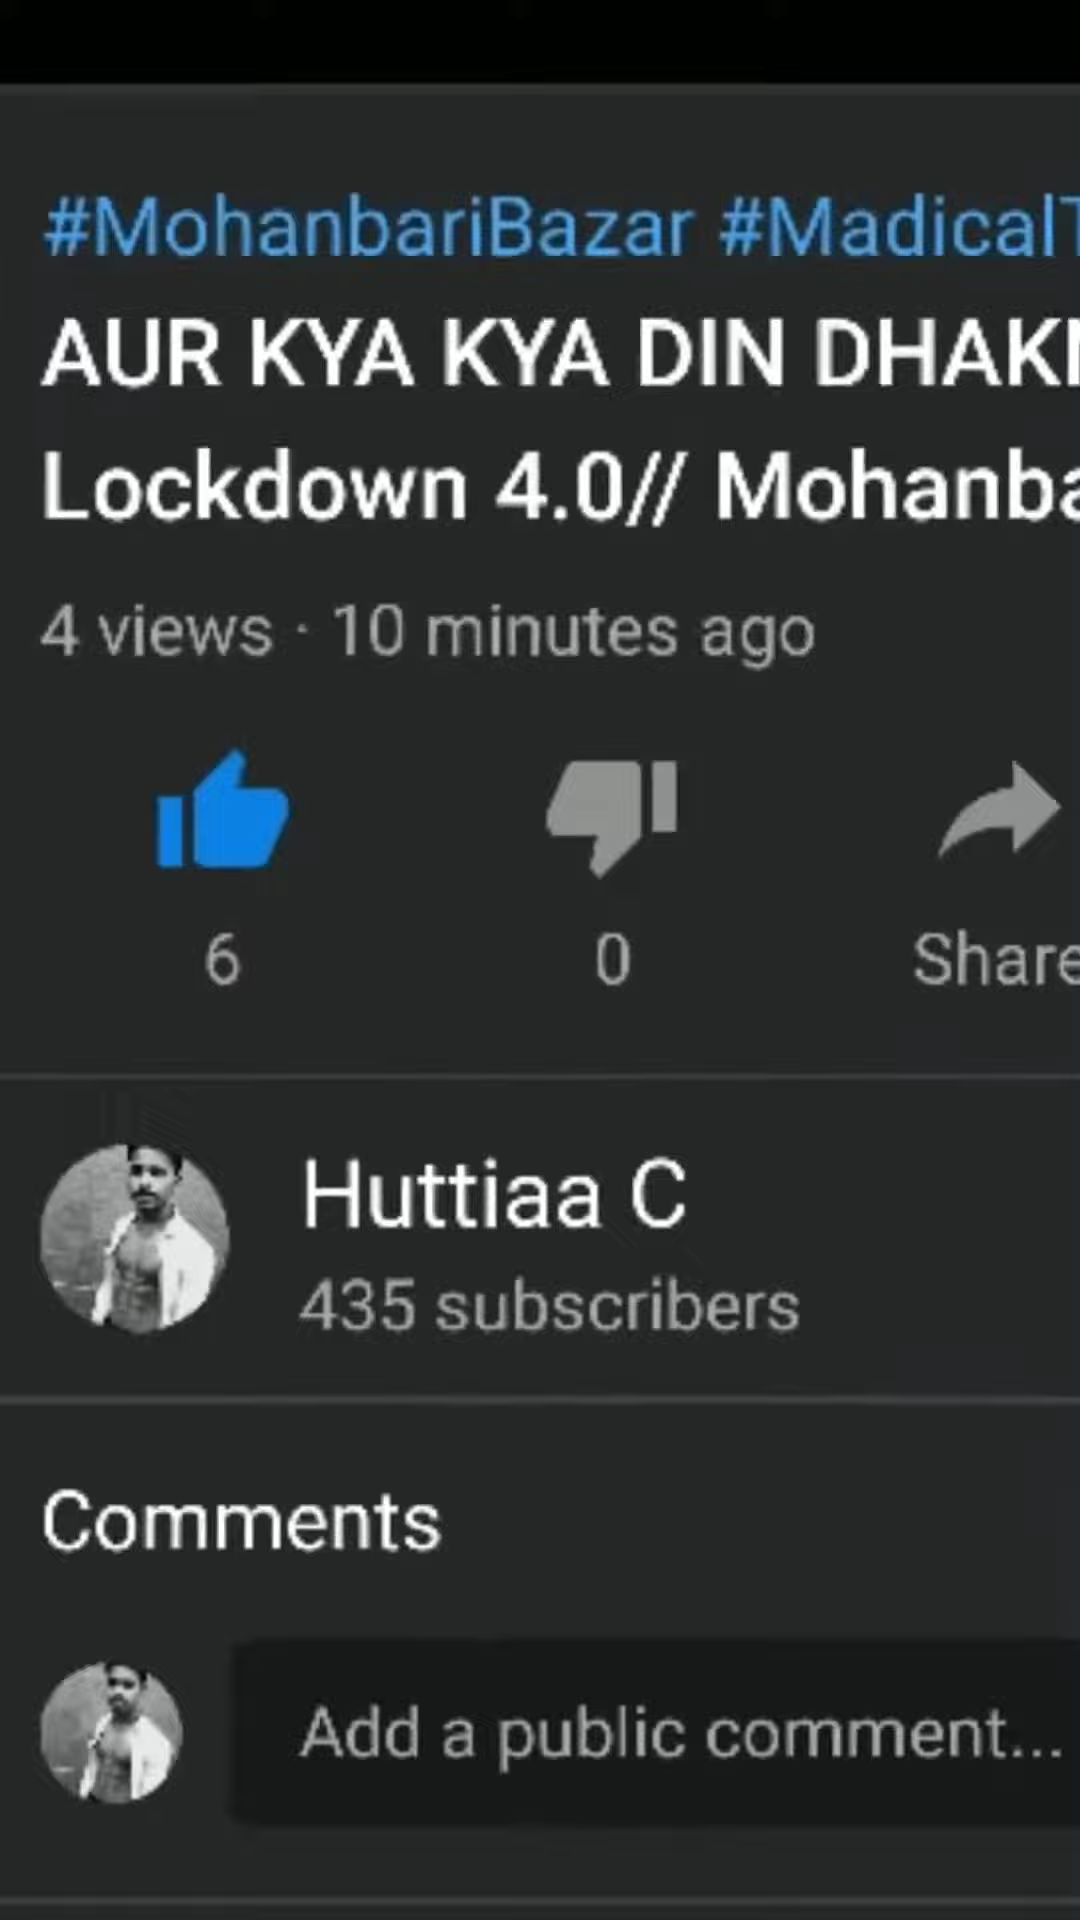 #MohanbariBazar #MadicalT
AUR KYA KYA DIN DHAKN
Lockdown 4.0// Mohanba
4 views · 10 minutes ago
6
0
Share
Huttiaa C
435 subscribers
Comments
Add a public comment...